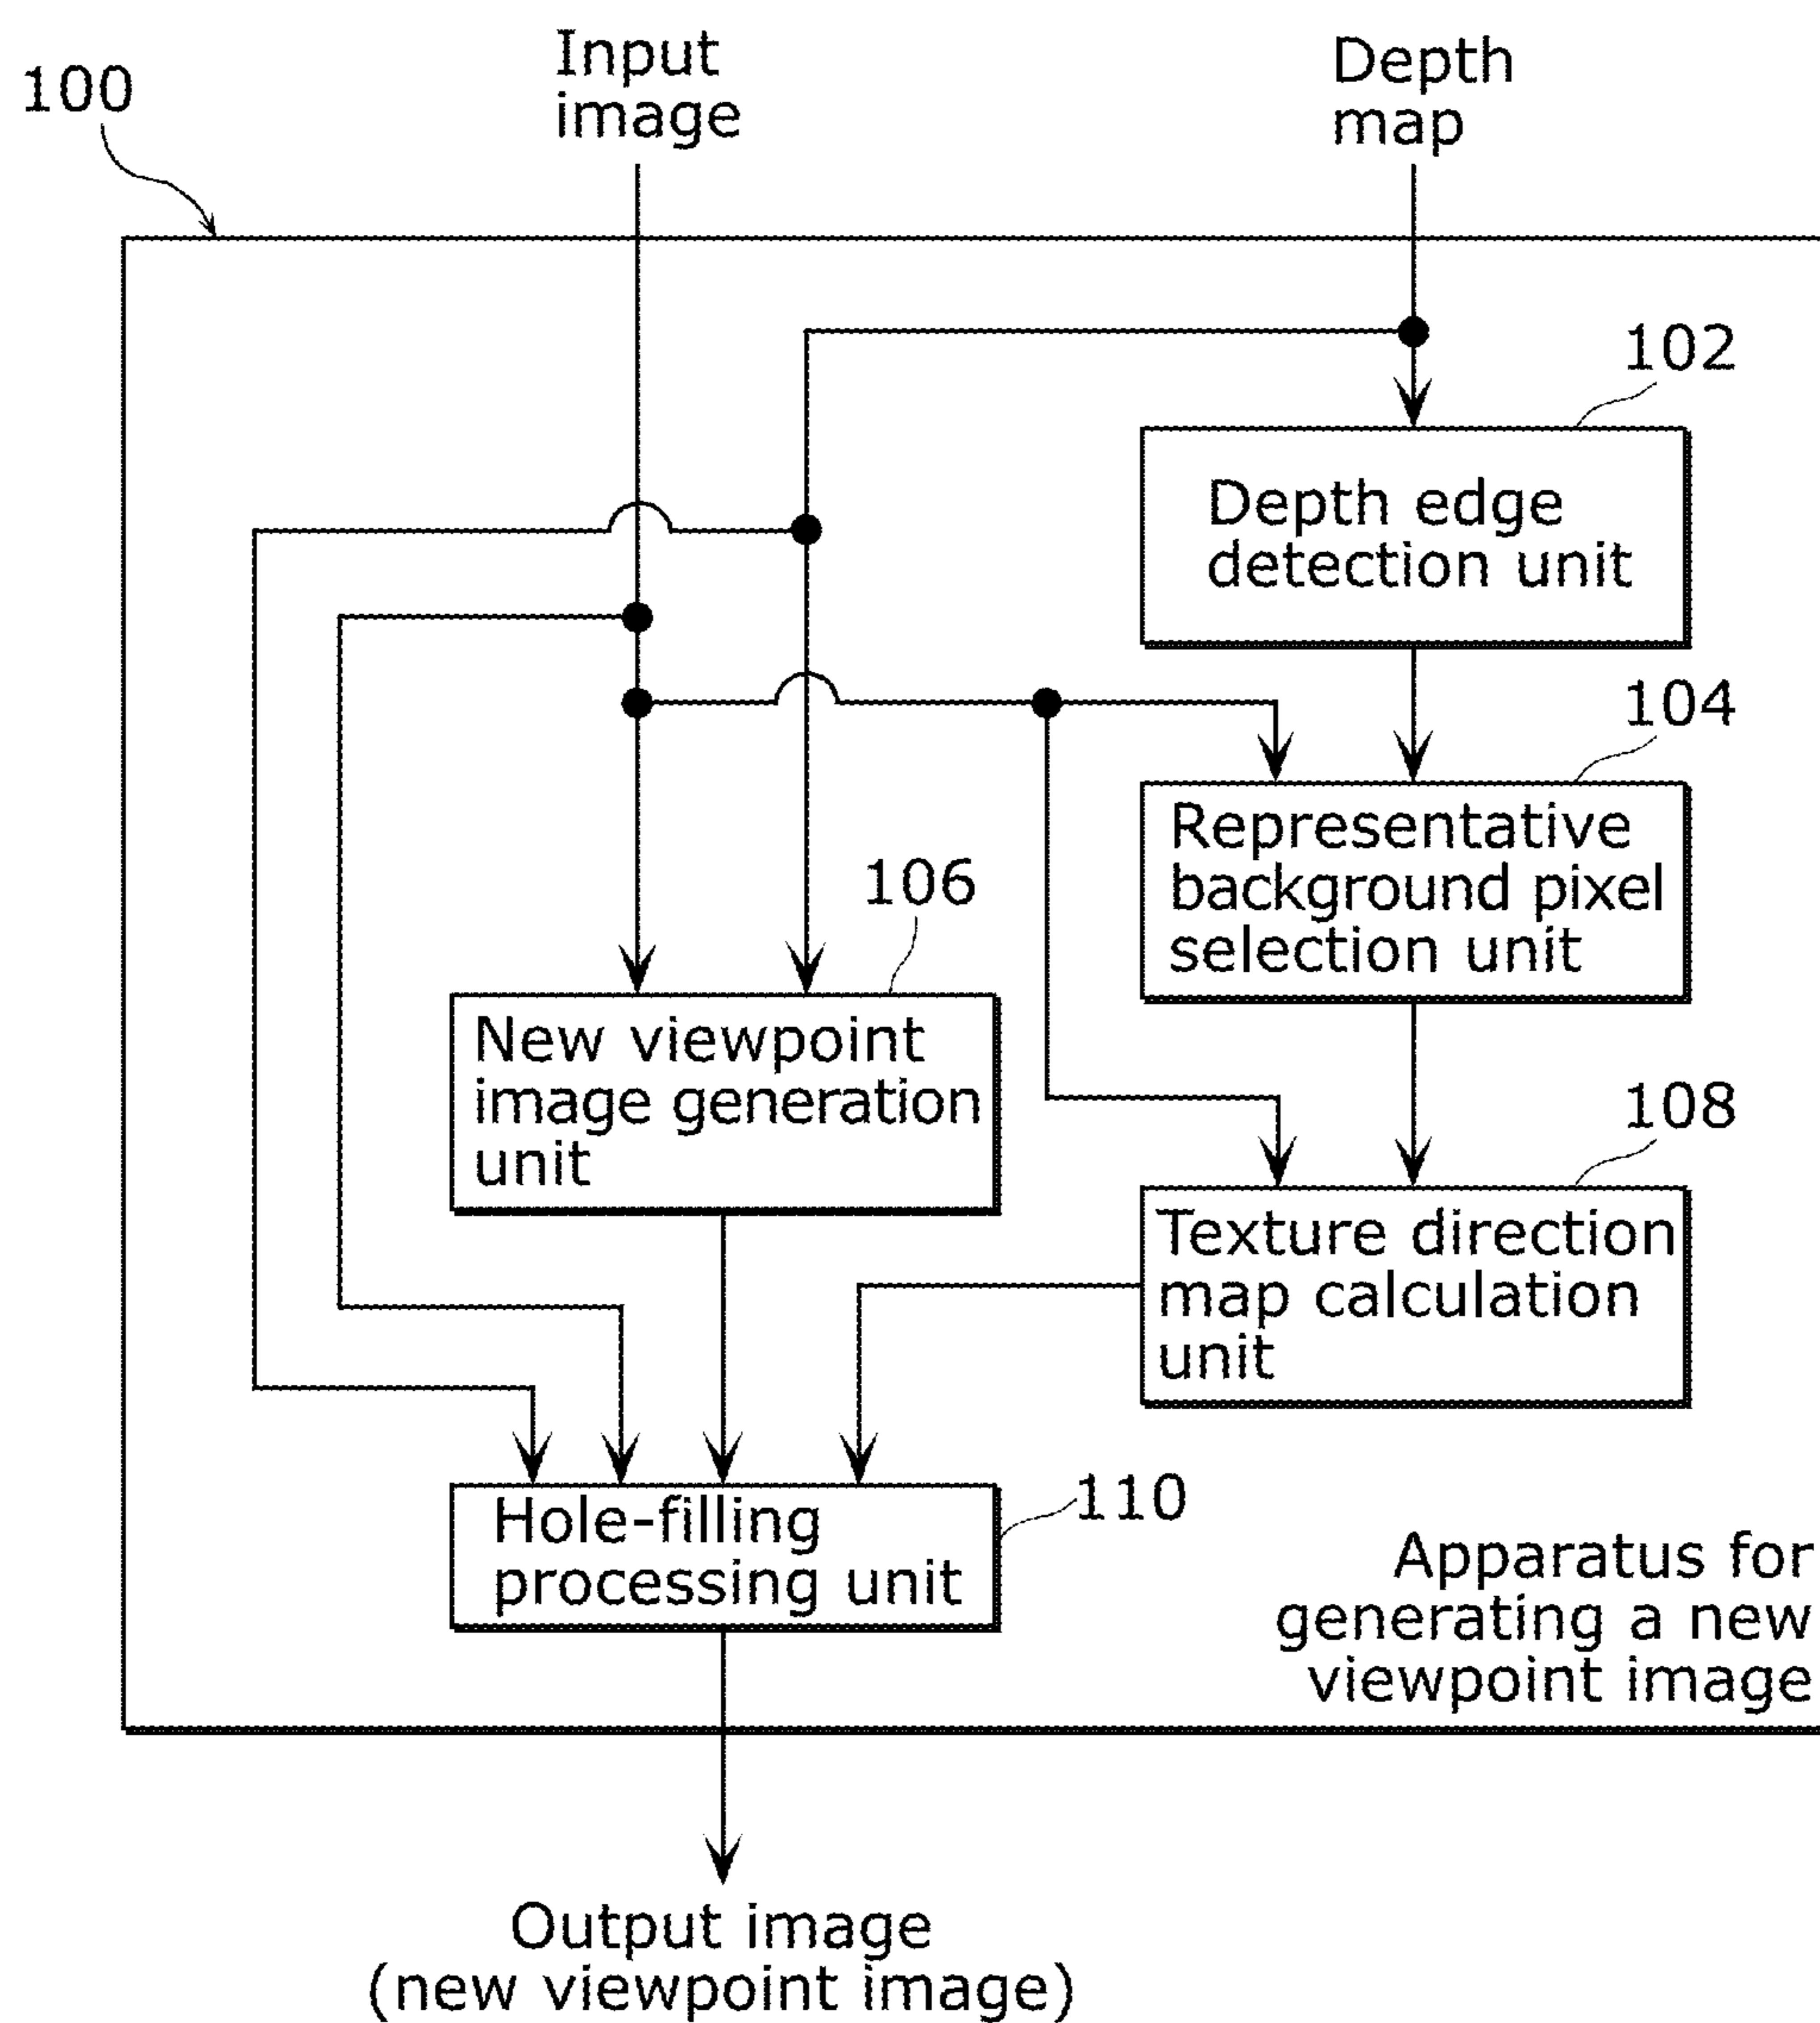 100
Input
image
Depth
map
102
Depth edge
detection unit
104
Representative
background pixel
selection unit
106
New viewpoint
image generation
unit
108
Texture direction
map calculation
unit
110
Hole-filling
processing unit
Apparatus for
generating a new
viewpoint image
Output image
(new viewpoint image)